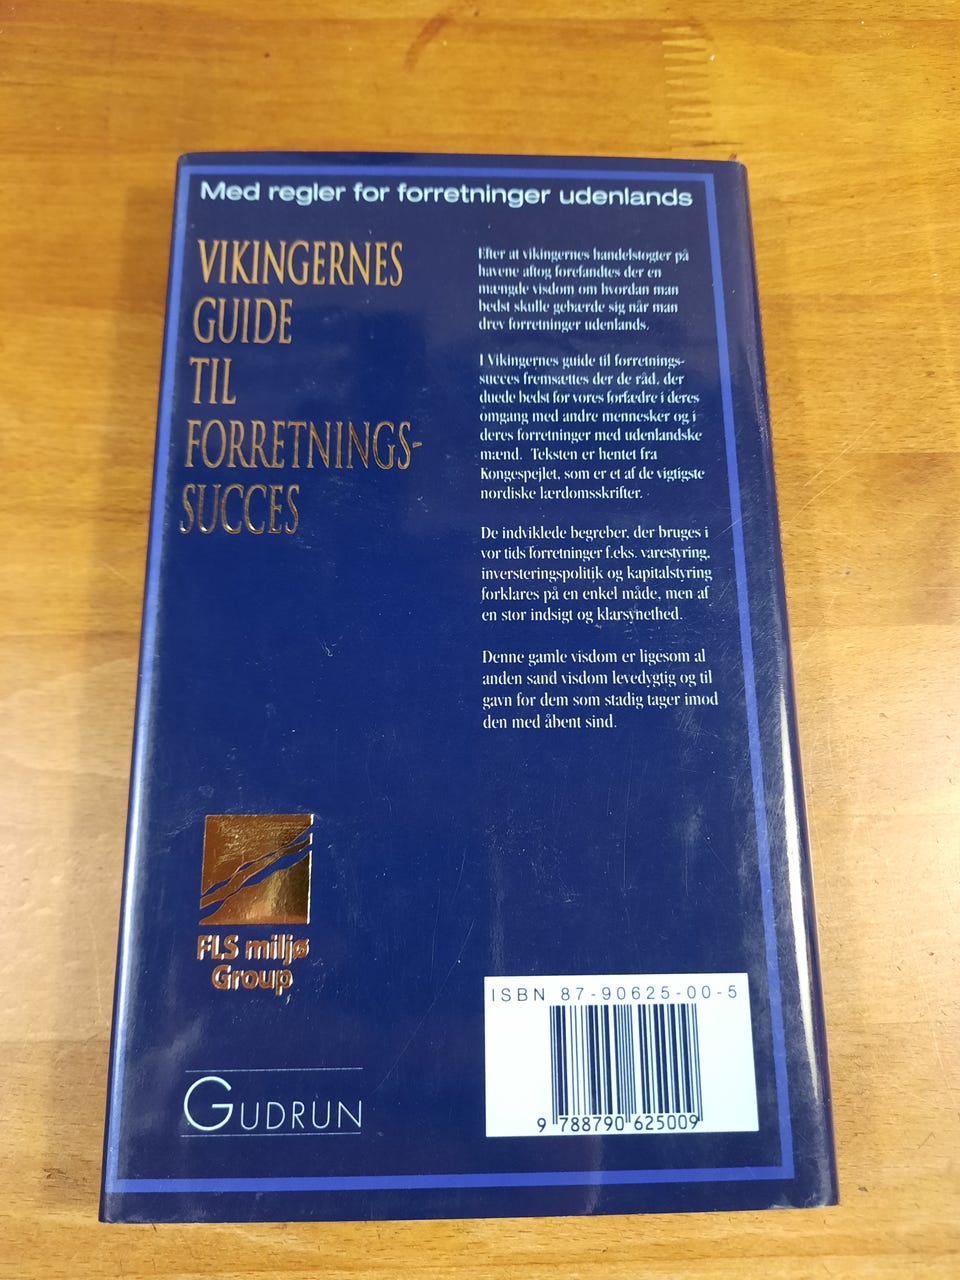 Med regler for forretninger udenlands
VIKINGERNES
GUIDE
TIL
FORRETNINGS-
SUCCES
Efter at vikingernes handelstogter på
havene aftog forefandtes der en
mængde visdom om hvordan man
bedst skulle gebærde sig når man
drev forretninger udenlands.
I Vikingernes guide til forretnings-
succes fremsættes der de råd, der
duede bedst for vores forfædre i deres
omgang med andre mennesker og i
deres forretninger med udenlandske
mænd. Teksten er hentet fra
Kongespejlet, som er et af de vigtigste
nordiske lærdomsskrifter.
De indviklede begreber, der bruges i
vor tids forretninger f.eks. varestyring,
inversteringspolitik og kapitalstyring
forklares på en enkel måde, men af
en stor indsigt og klarsynethed.
Denne gamle visdom er ligesom al
anden sand visdom levedygtig og til
gavn for dem som stadig tager imod
den med åbent sind.
FLS miljø
Group
GUDRUN
ISBN 87-90625-00-5
9 788790 625009